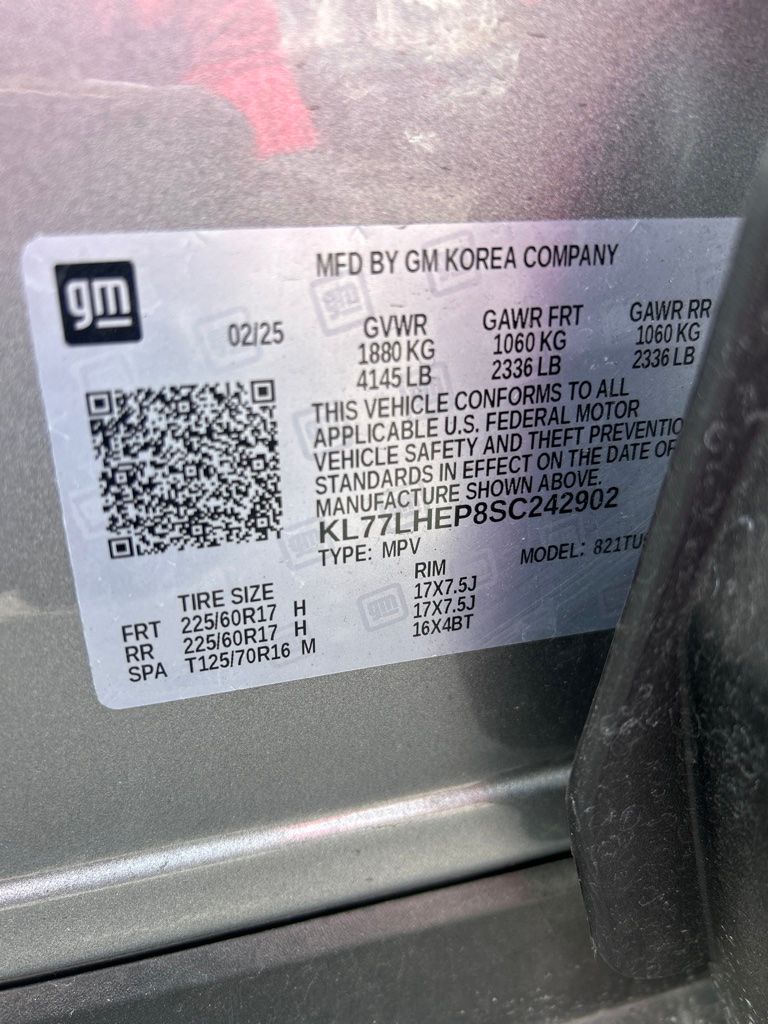 gm
MFD BY GM KOREA COMPANY
02/25
GVWR GAWR FRT GAWR RR
1880 KG 1060 KG 1060 KG
4145 LB 2336 LB 2336 LB
THIS VEHICLE CONFORMS TO ALL
APPLICABLE U.S. FEDERAL MOTOR
VEHICLE SAFETY AND THEFT PREVENTIO
STANDARDS IN EFFECT ON THE DATE OF
MANUFACTURE SHOWN ABOVE.
KL77LHEP8SC242902
TYPE: MPV MODEL: 821TU
TIRE SIZE RIM
FRT 225/60R17 H 17X7.5J
RR 225/60R17 H 17X7.5J
SPA T125/70R16 M 16X4BT